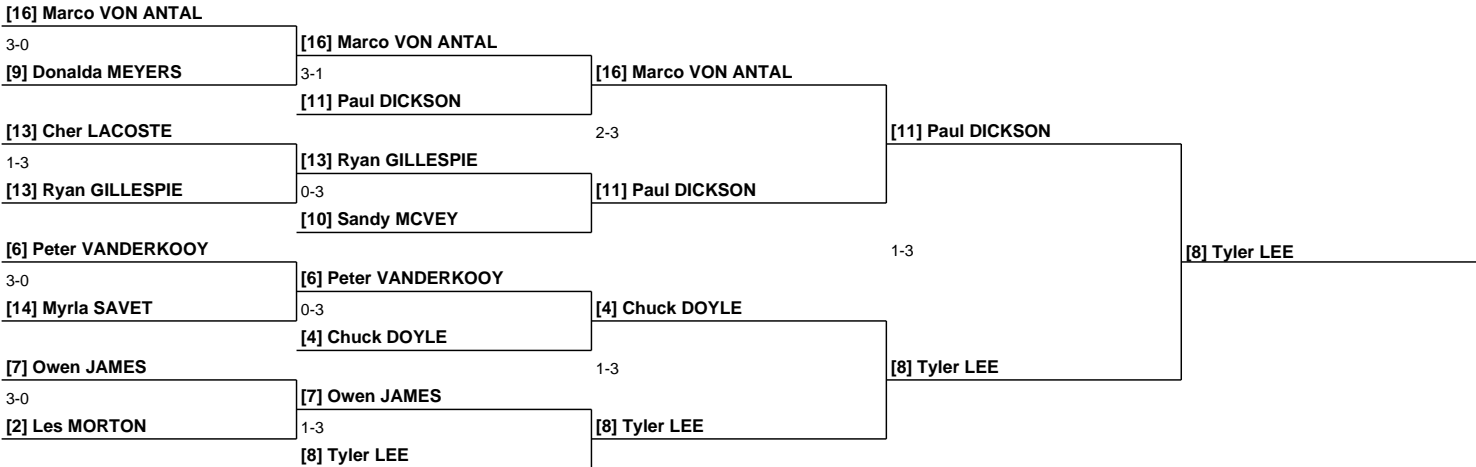 [16] Marco VON ANTAL
3-0
[9] Donalda MEYERS
[16] Marco VON ANTAL
3-1
[11] Paul DICKSON
[16] Marco VON ANTAL
[13] Cher LACOSTE
1-3
[13] Ryan GILLESPIE
[13] Ryan GILLESPIE
0-3
[10] Sandy MCVEY
2-3
[11] Paul DICKSON
[11] Paul DICKSON
[6] Peter VANDERKOOY
3-0
[14] Myrla SAVET
[6] Peter VANDERKOOY
0-3
[4] Chuck DOYLE
[4] Chuck DOYLE
[7] Owen JAMES
3-0
[2] Les MORTON
[7] Owen JAMES
1-3
[8] Tyler LEE
1-3
[8] Tyler LEE
[8] Tyler LEE
1-3
[8] Tyler LEE